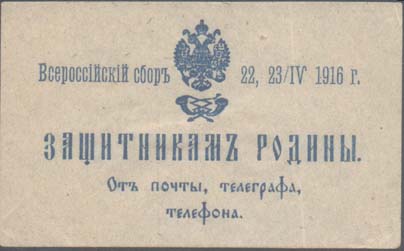 Всероссійскій сборъ 22, 23/IV 1916 г.
ЗАЩИТНИКАМЪ РОДИНЫ.
Отъ почты, телеграфа,
телефона.